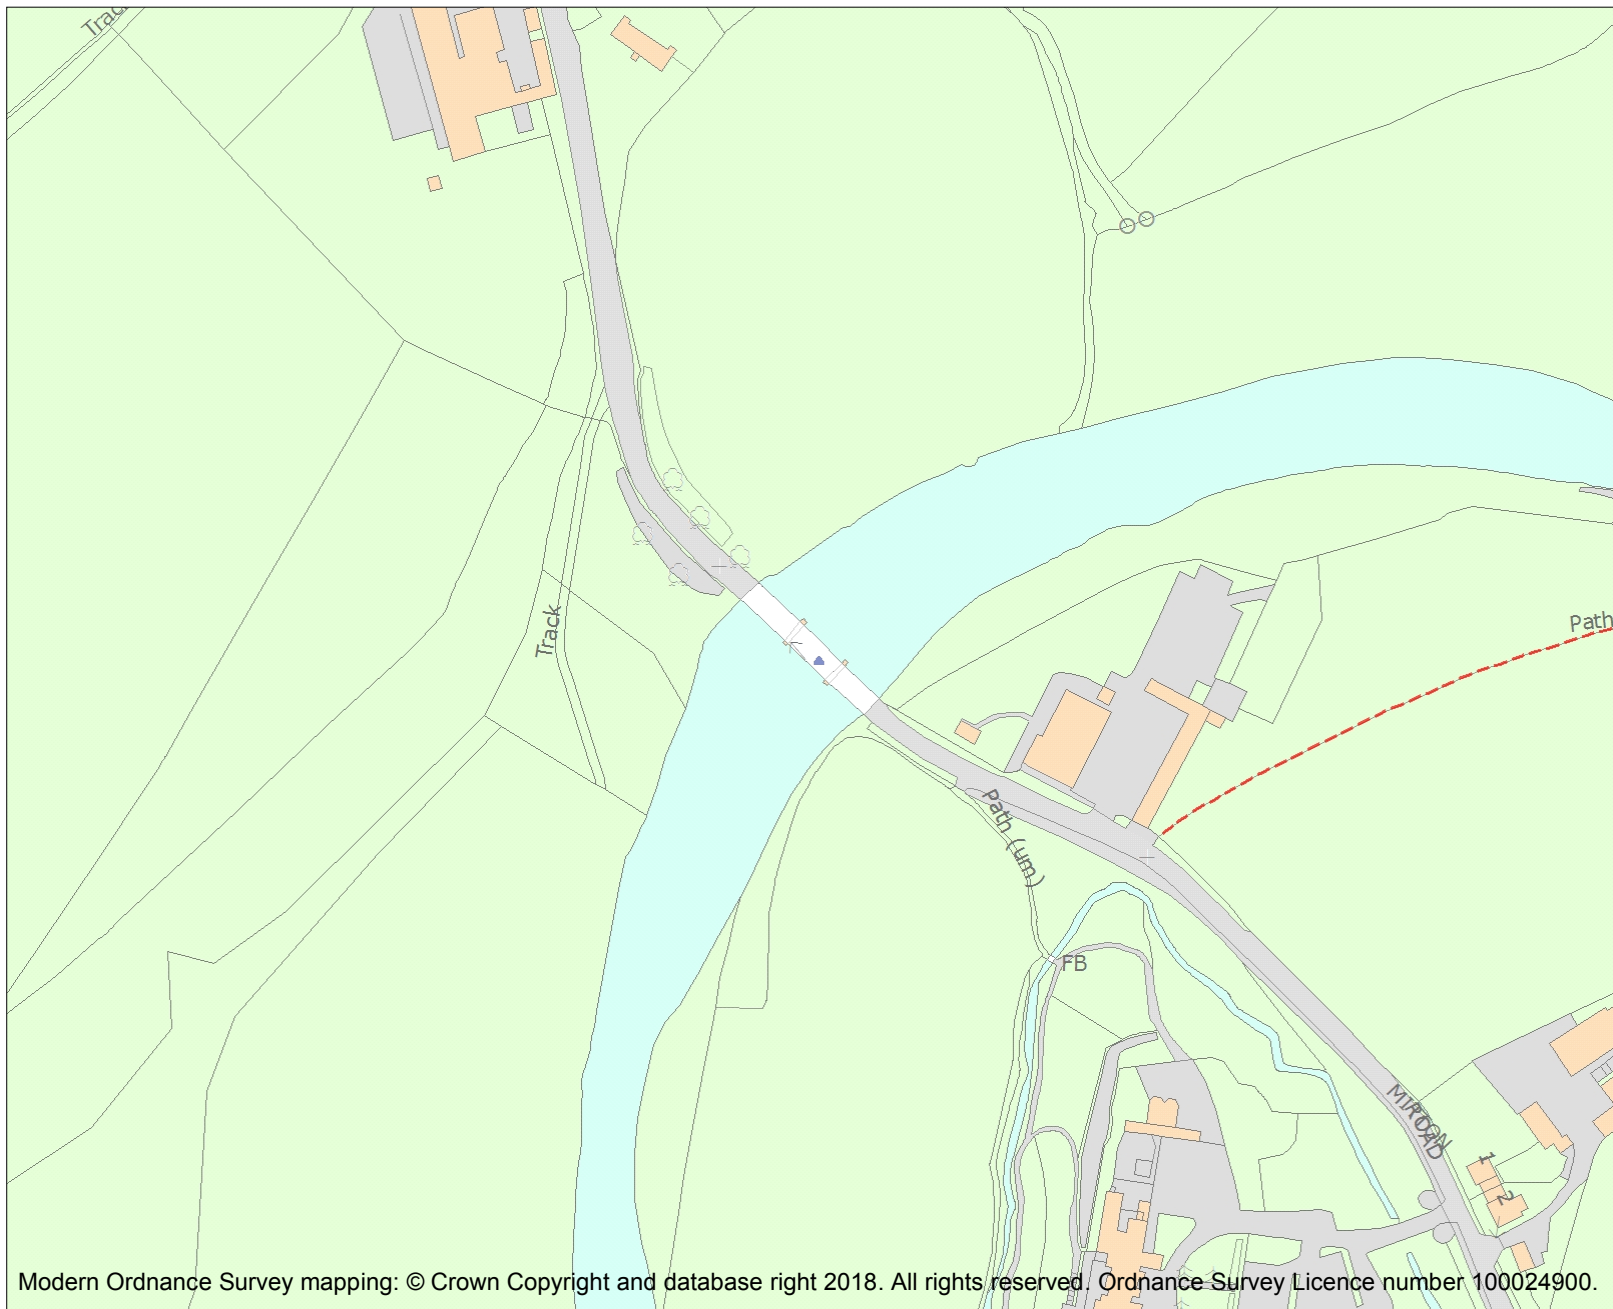 Track
Path
Track
Path (um)
FB
MIRTON
ROAD
1
2
Modern Ordnance Survey mapping: © Crown Copyright and database right 2018. All rights reserved. Ordnance Survey Licence number 100024900.